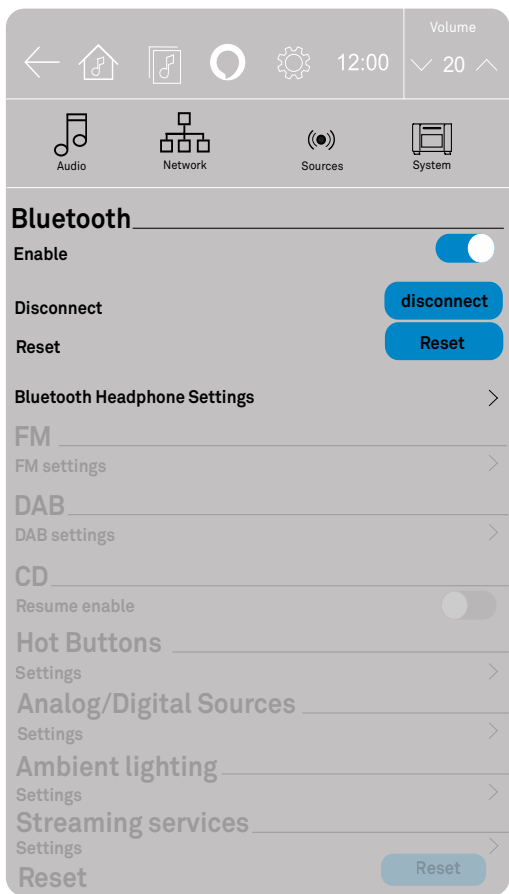 Volume
12:00
20
Audio Network Sources System
Bluetooth
Enable
Disconnect disconnect
Reset Reset
Bluetooth Headphone Settings
FM
FM settings
DAB
DAB settings
CD
Resume enable
Hot Buttons
Settings
Analog/Digital Sources
Settings
Ambient lighting
Settings
Streaming services
Settings
Reset Reset